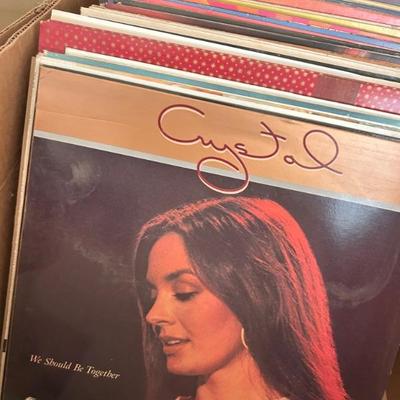 Crystal
We Should Be Together